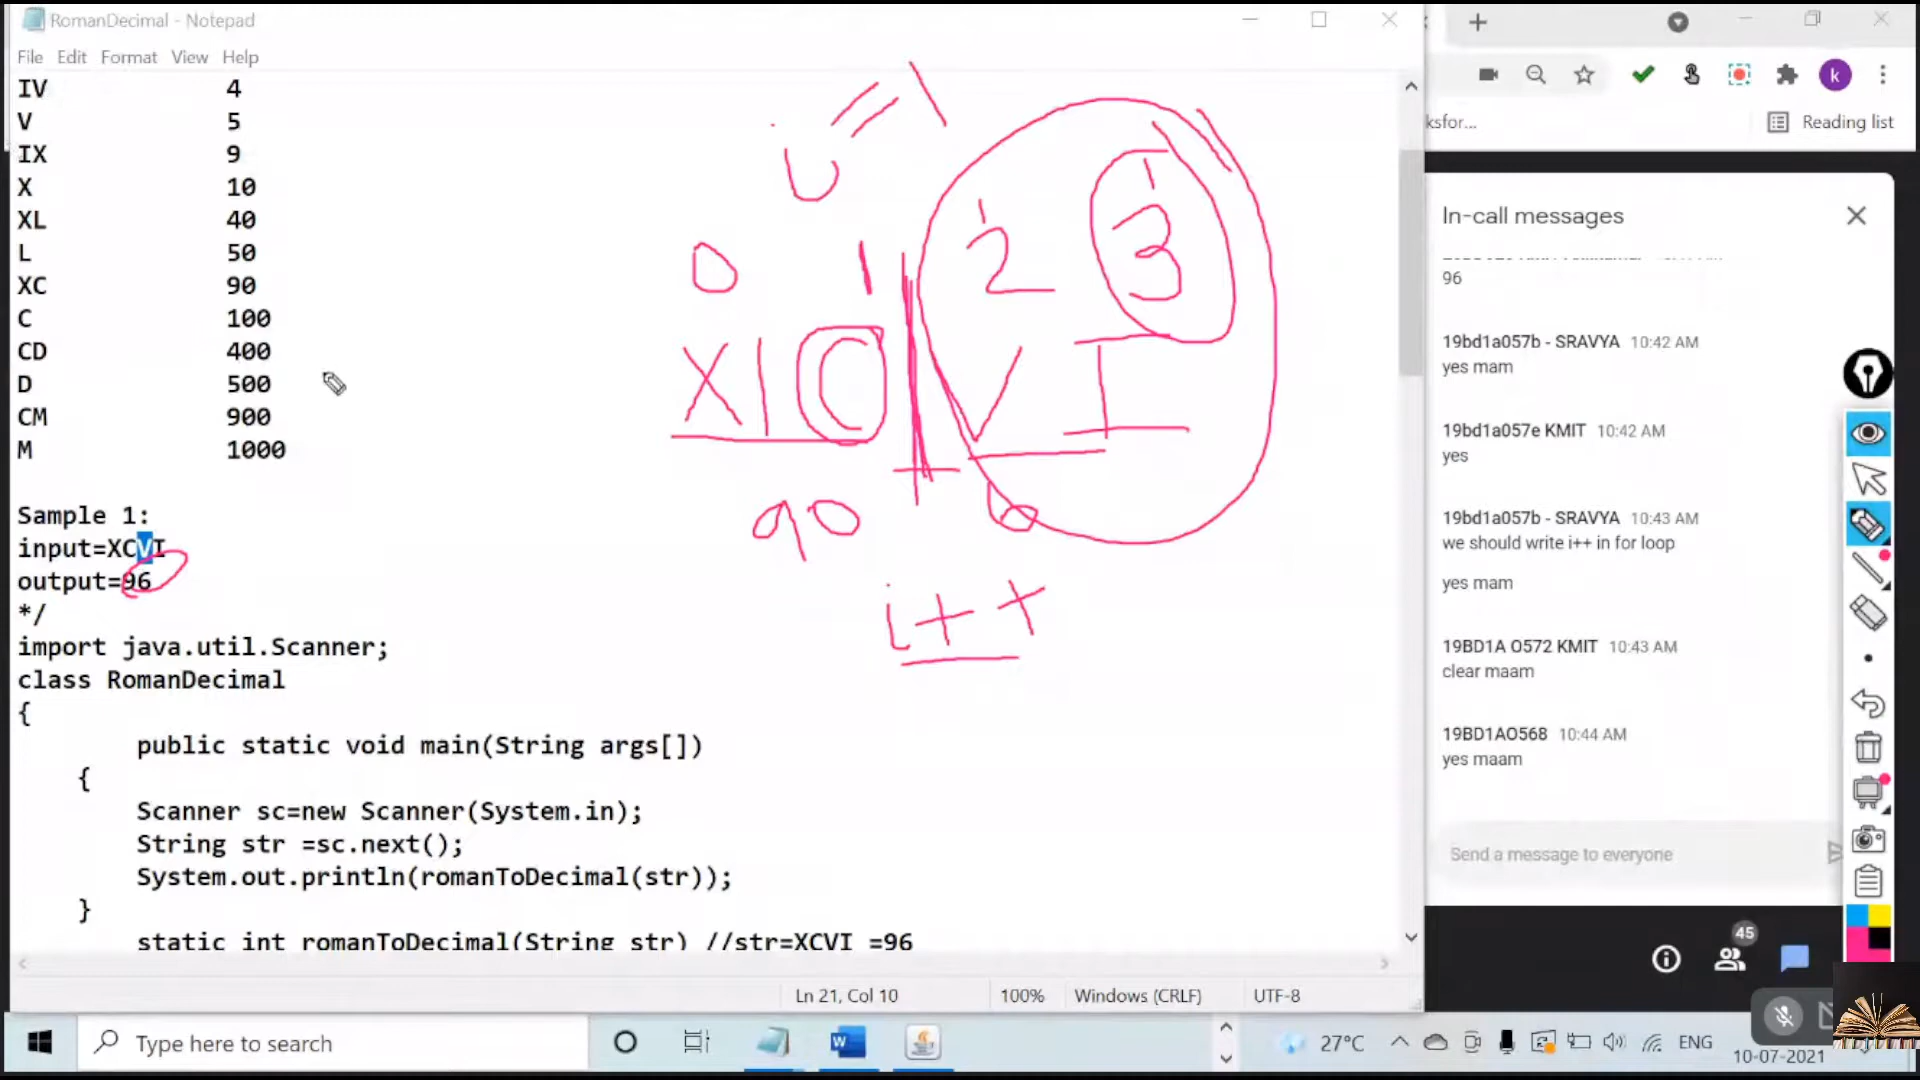 RomanDecimal - Notepad
File Edit Format View Help
IV 4
V 5
IX 9
X 10
XL 40
L 50
XC 90
C 100
CD 400
D 500
CM 900
M 1000
Sample 1:
input=XCVI
output=96
*/
import java.util.Scanner;
class RomanDecimal
{
public static void main(String args[])
{
Scanner sc=new Scanner(System.in);
String str =sc.next();
System.out.println(romanToDecimal(str));
}
static int romanToDecimal(String str) //str=XCVI =96
i=1
0 1 2 3
X C V I
90
i++
Ln 21, Col 10 100% Windows (CRLF) UTF-8
k
ksfor...
Reading list
In-call messages
96
19bd1a057b - SRAVYA 10:42 AM
yes mam
19bd1a057e KMIT 10:42 AM
yes
19bd1a057b - SRAVYA 10:43 AM
we should write i++ in for loop
yes mam
19BD1A O572 KMIT 10:43 AM
clear maam
19BD1AO568 10:44 AM
yes maam
Send a message to everyone
45
Type here to search
W
27°C
ENG
10-07-2021